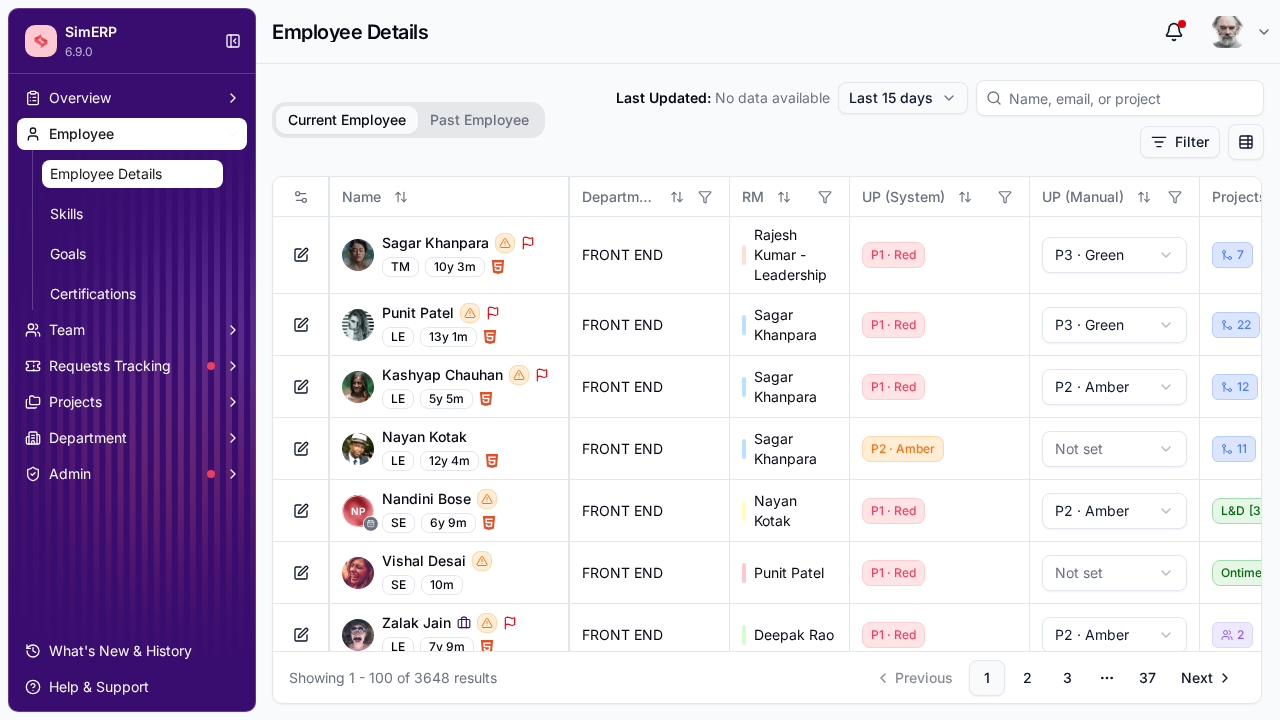 SimERP
6.9.0
Overview
Employee
Employee Details
Skills
Goals
Certifications
Team
Requests Tracking
Projects
Department
Admin
What's New & History
Help & Support
Employee Details
Current Employee
Past Employee
Last Updated: No data available
Last 15 days
Name, email, or project
Filter
Name
Departm...
RM
UP (System)
UP (Manual)
Projects
Sagar Khanpara
TM
10y 3m
FRONT END
Rajesh
Kumar -
Leadership
P1 · Red
P3 · Green
7
Punit Patel
LE
13y 1m
FRONT END
Sagar
Khanpara
P1 · Red
P3 · Green
22
Kashyap Chauhan
LE
5y 5m
FRONT END
Sagar
Khanpara
P1 · Red
P2 · Amber
12
Nayan Kotak
LE
12y 4m
FRONT END
Sagar
Khanpara
P2 · Amber
Not set
11
NP
Nandini Bose
SE
6y 9m
FRONT END
Nayan
Kotak
P1 · Red
P2 · Amber
L&D [3
Vishal Desai
SE
10m
FRONT END
Punit Patel
P1 · Red
Not set
Ontime
Zalak Jain
LE
7y 9m
FRONT END
Deepak Rao
P1 · Red
P2 · Amber
2
Showing 1 - 100 of 3648 results
Previous
1
2
3
•••
37
Next